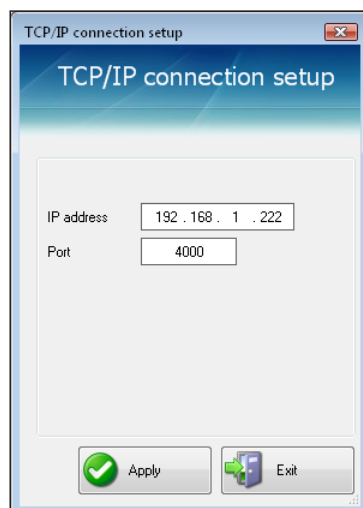 TCP/IP connection setup
TCP/IP connection setup
IP address 192 . 168 . 1 . 222
Port 4000
Apply Exit